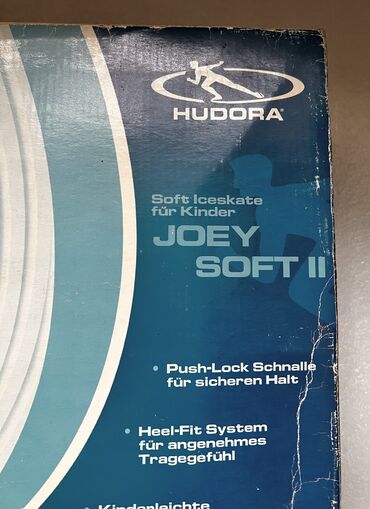 HUDORA®
Soft Iceskate
für Kinder
JOEY
SOFT II
• Push-Lock Schnalle
für sicheren Halt
• Heel-Fit System
für angenehmes
Tragegefühl
• Kinderleichte